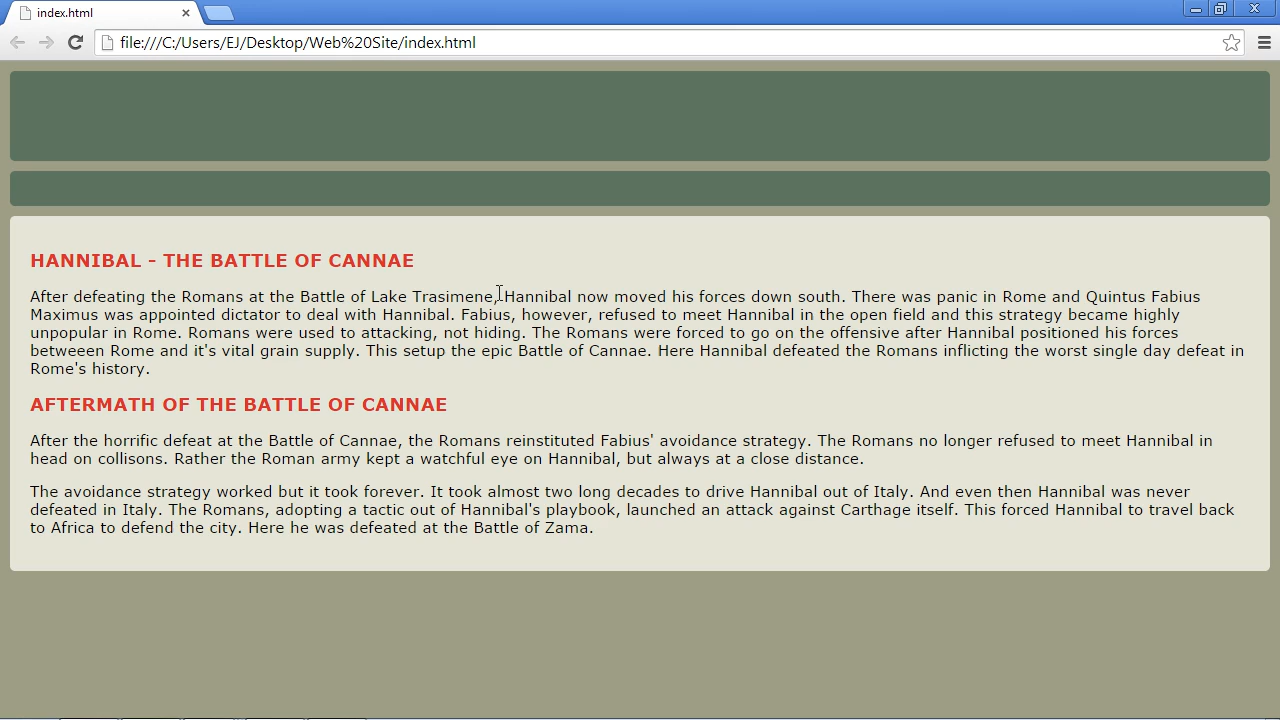 index.html
file:///C:/Users/EJ/Desktop/Web%20Site/index.html
HANNIBAL - THE BATTLE OF CANNAE
After defeating the Romans at the Battle of Lake Trasimene, Hannibal now moved his forces down south. There was panic in Rome and Quintus Fabius
Maximus was appointed dictator to deal with Hannibal. Fabius, however, refused to meet Hannibal in the open field and this strategy became highly
unpopular in Rome. Romans were used to attacking, not hiding. The Romans were forced to go on the offensive after Hannibal positioned his forces
betweeen Rome and it's vital grain supply. This setup the epic Battle of Cannae. Here Hannibal defeated the Romans inflicting the worst single day defeat in
Rome's history.
AFTERMATH OF THE BATTLE OF CANNAE
After the horrific defeat at the Battle of Cannae, the Romans reinstituted Fabius' avoidance strategy. The Romans no longer refused to meet Hannibal in
head on collisons. Rather the Roman army kept a watchful eye on Hannibal, but always at a close distance.
The avoidance strategy worked but it took forever. It took almost two long decades to drive Hannibal out of Italy. And even then Hannibal was never
defeated in Italy. The Romans, adopting a tactic out of Hannibal's playbook, launched an attack against Carthage itself. This forced Hannibal to travel back
to Africa to defend the city. Here he was defeated at the Battle of Zama.